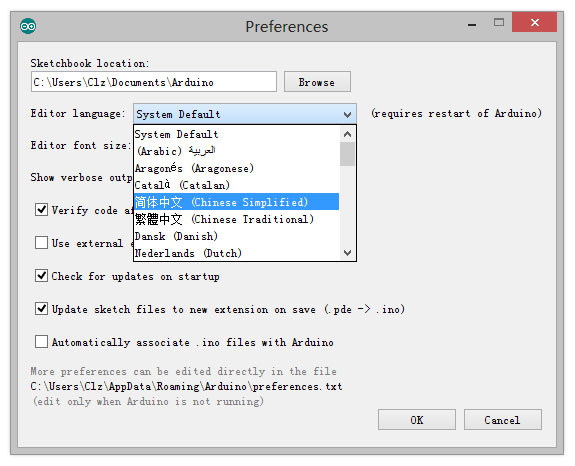 Preferences
Sketchbook location:
C:\Users\Clz\Documents\Arduino
Browse
Editor language:
System Default
(requires restart of Arduino)
System Default
(Arabic) العربية
Aragonés (Aragonese)
Català (Catalan)
简体中文 (Chinese Simplified)
繁體中文 (Chinese Traditional)
Dansk (Danish)
Nederlands (Dutch)
Editor font size:
Show verbose
Verify code
Use external
Check for updates on startup
Update sketch files to new extension on save (.pde -> .ino)
Automatically associate .ino files with Arduino
More preferences can be edited directly in the file
C:\Users\Clz\AppData\Roaming\Arduino\preferences.txt
(edit only when Arduino is not running)
OK
Cancel